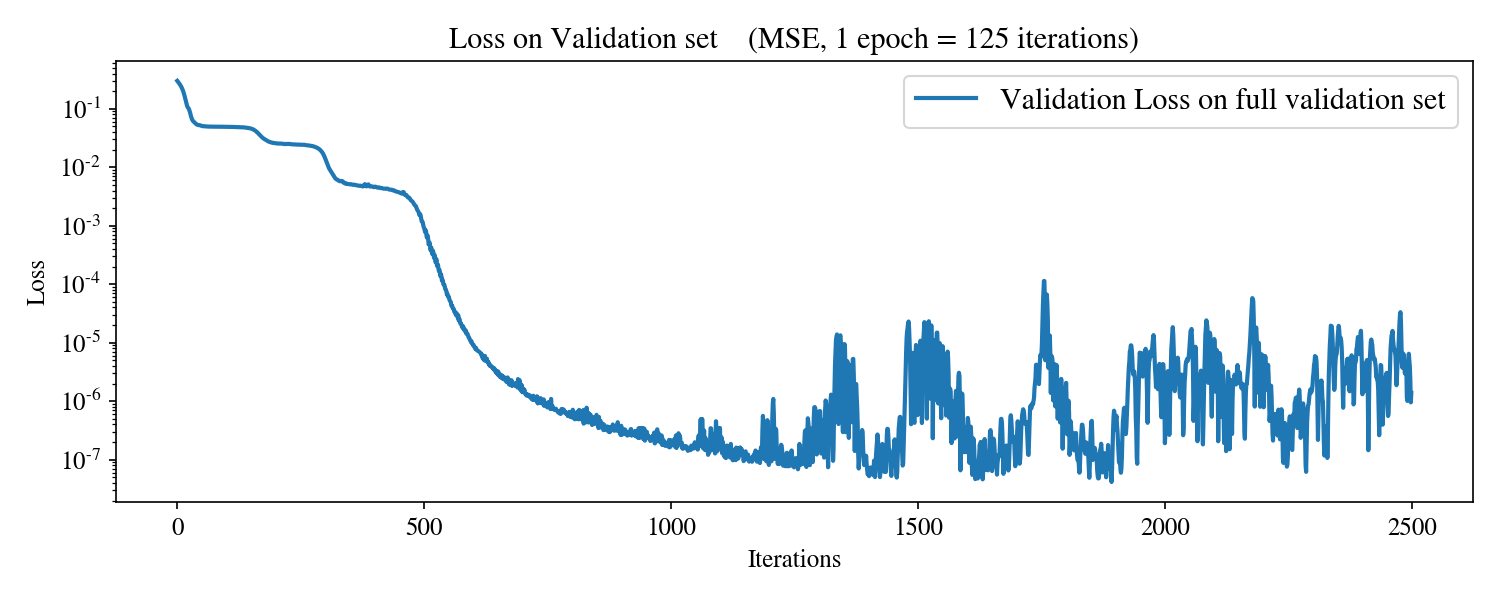 Loss on Validation set (MSE, 1 epoch = 125 iterations)
Validation Loss on full validation set
10^-1
10^-2
10^-3
10^-4
10^-5
10^-6
10^-7
Loss
0 500 1000 1500 2000 2500
Iterations